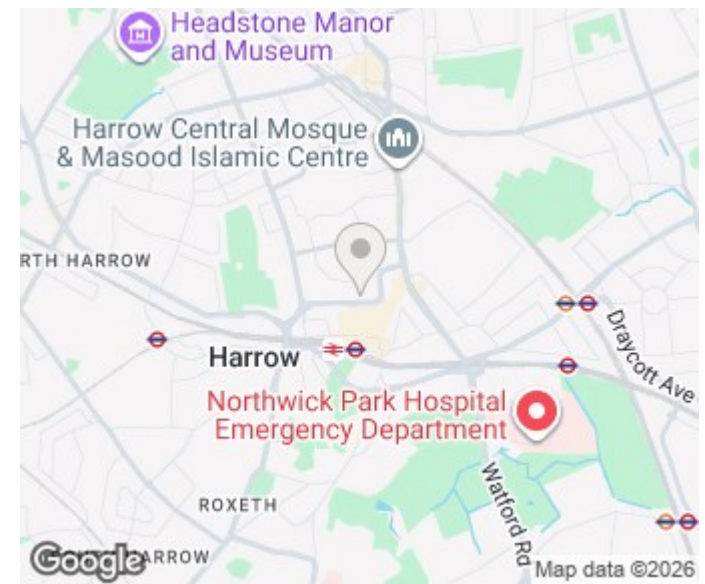 Headstone Manor
and Museum
Harrow Central Mosque
& Masood Islamic Centre
RTH HARROW
Harrow
Draycott Ave
Northwick Park Hospital
Emergency Department
ROXETH
Watford Rd
Google
HARROW
Map data ©2026